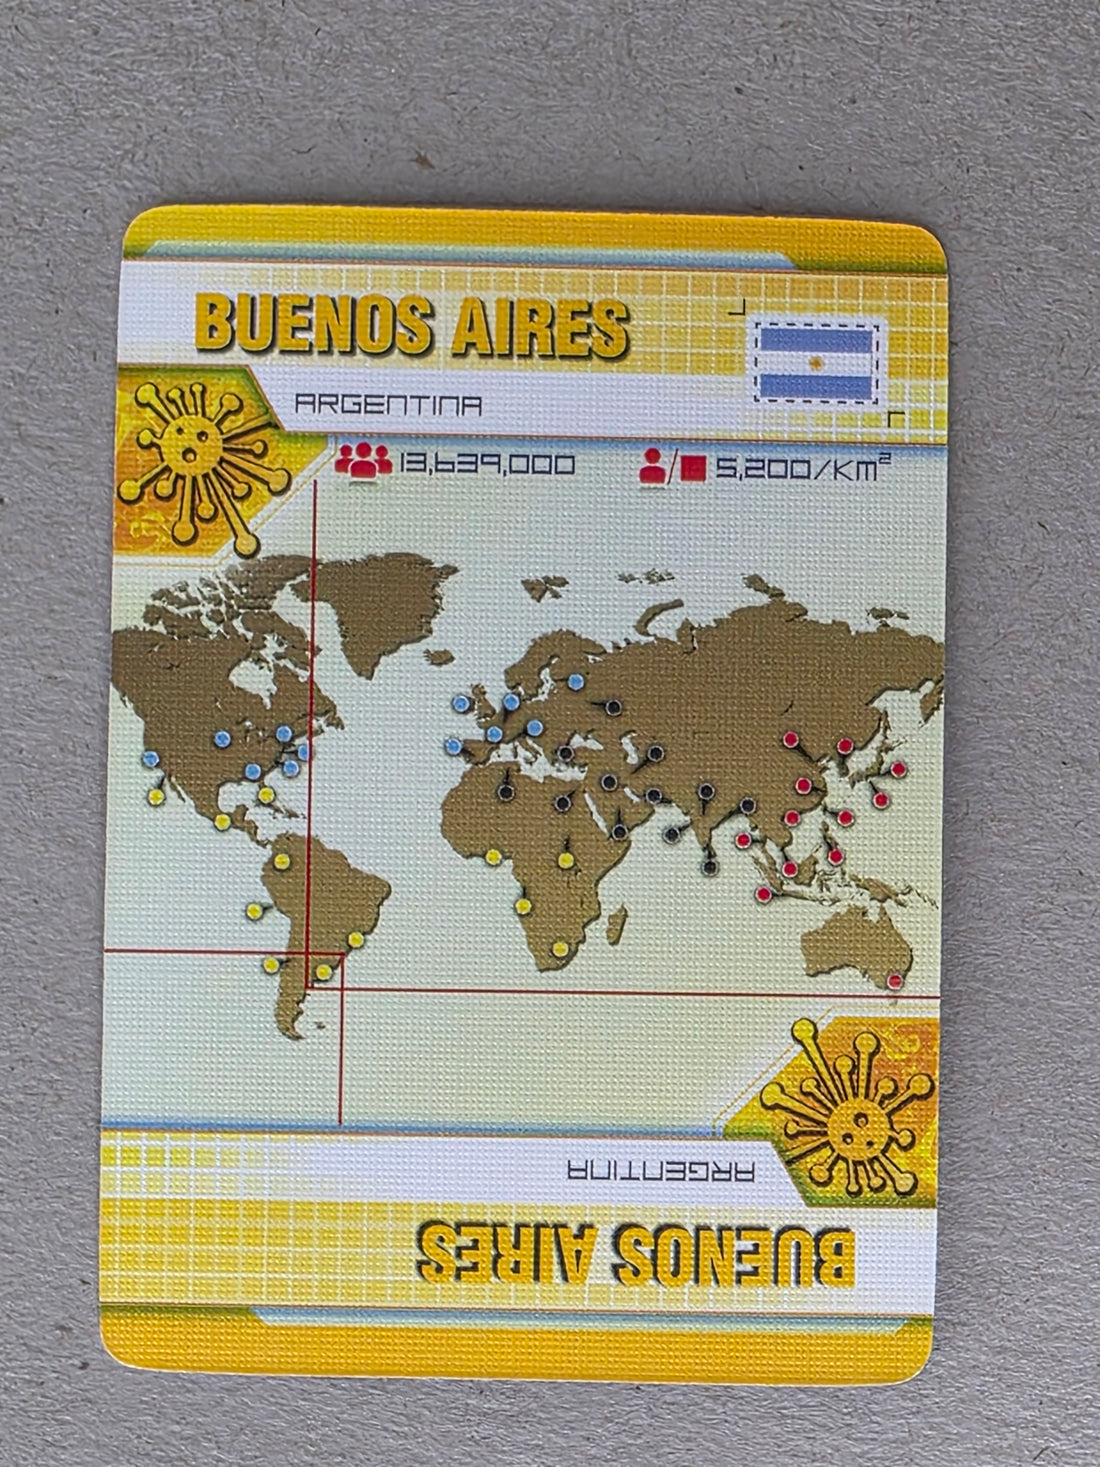 BUENOS AIRES
ARGENTINA
13,639,000 5,200/KM²
ARGENTINA
BUENOS AIRES